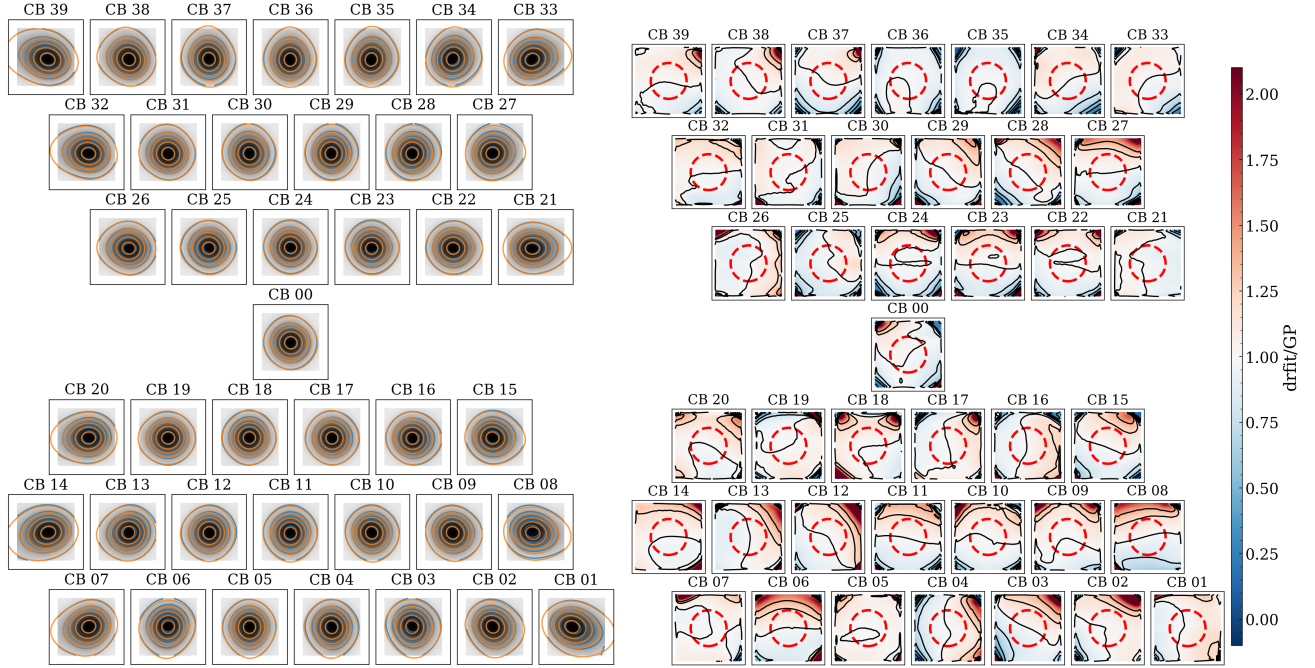 CB 39 CB 38 CB 37 CB 36 CB 35 CB 34 CB 33
CB 32 CB 31 CB 30 CB 29 CB 28 CB 27
CB 26 CB 25 CB 24 CB 23 CB 22 CB 21
CB 00
CB 20 CB 19 CB 18 CB 17 CB 16 CB 15
CB 14 CB 13 CB 12 CB 11 CB 10 CB 09 CB 08
CB 07 CB 06 CB 05 CB 04 CB 03 CB 02 CB 01
CB 39 CB 38 CB 37 CB 36 CB 35 CB 34 CB 33
CB 32 CB 31 CB 30 CB 29 CB 28 CB 27
CB 26 CB 25 CB 24 CB 23 CB 22 CB 21
CB 00
CB 20 CB 19 CB 18 CB 17 CB 16 CB 15
CB 14 CB 13 CB 12 CB 11 CB 10 CB 09 CB 08
CB 07 CB 06 CB 05 CB 04 CB 03 CB 02 CB 01
2.00
1.75
1.50
1.25
1.00
0.75
0.50
0.25
0.00
drfit/GP